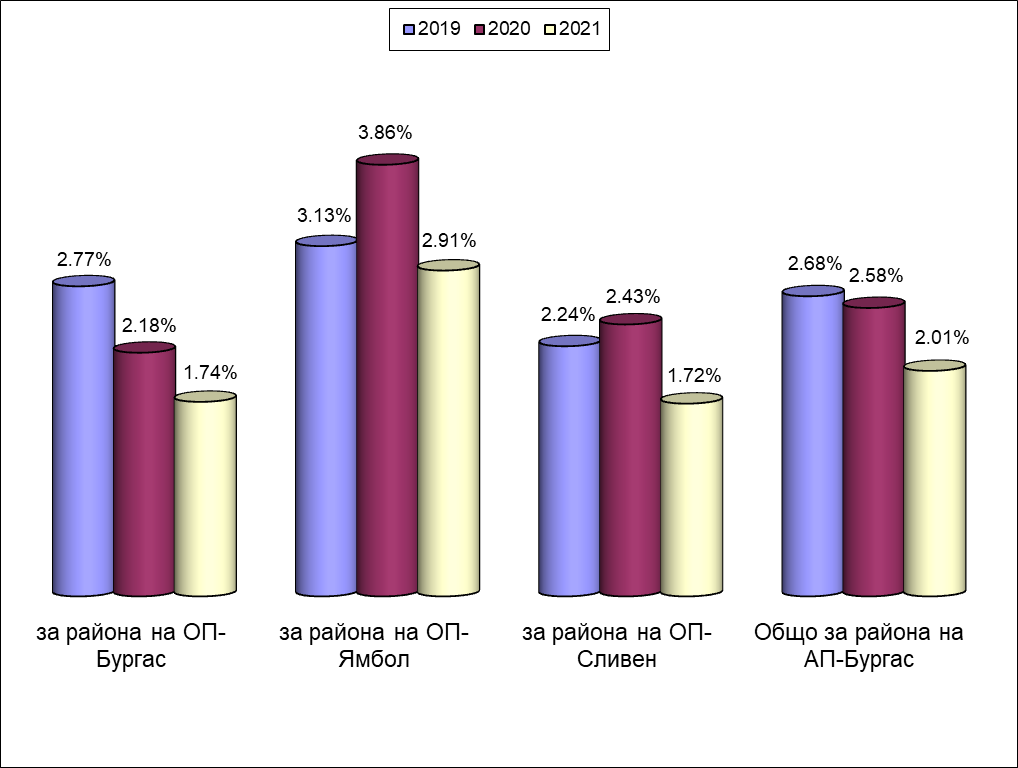 2019 2020 2021
3.86%
3.13%
2.91%
2.77%
2.68%
2.58%
2.43%
2.24%
2.18%
2.01%
1.74%
1.72%
за района на ОП-
Бургас
за района на ОП-
Ямбол
за района на ОП-
Сливен
Общо за района на
АП-Бургас